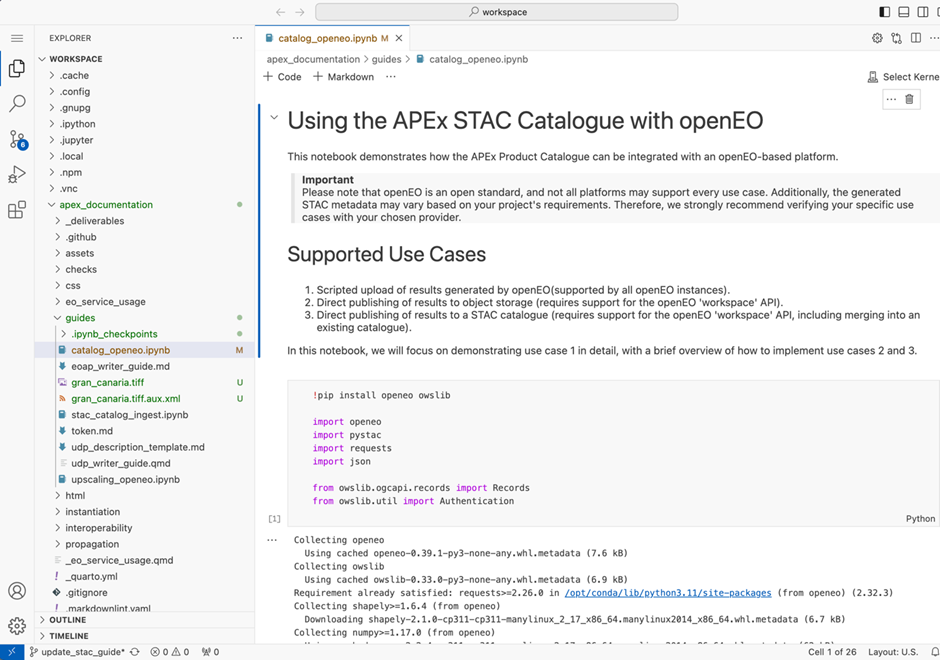 workspace
EXPLORER
WORKSPACE
.cache
.config
.gnupg
.ipython
.jupyter
.local
.npm
.vnc
apex_documentation
_deliverables
.github
assets
checks
css
eo_service_usage
guides
.ipynb_checkpoints
catalog_openeo.ipynb M
eoap_writer_guide.md
gran_canaria.tiff U
gran_canaria.tiff.aux.xml U
stac_catalog_ingest.ipynb
token.md
udp_description_template.md
udp_writer_guide.qmd
upscaling_openeo.ipynb
html
instantiation
interoperability
propagation
_eo_service_usage.qmd
_quarto.yml
.gitignore
.markdownlint.yaml
OUTLINE
TIMELINE
6
catalog_openeo.ipynb M
apex_documentation > guides > catalog_openeo.ipynb
+ Code + Markdown ...
Select Kerne
Using the APEx STAC Catalogue with openEO
This notebook demonstrates how the APEx Product Catalogue can be integrated with an openEO-based platform.
Important
Please note that openEO is an open standard, and not all platforms may support every use case. Additionally, the generated
STAC metadata may vary based on your project's requirements. Therefore, we strongly recommend verifying your specific use
cases with your chosen provider.
Supported Use Cases
1. Scripted upload of results generated by openEO(supported by all openEO instances).
2. Direct publishing of results to object storage (requires support for the openEO 'workspace' API).
3. Direct publishing of results to a STAC catalogue (requires support for the openEO 'workspace' API, including merging into an
existing catalogue).
In this notebook, we will focus on demonstrating use case 1 in detail, with a brief overview of how to implement use cases 2 and 3.
!pip install openeo owslib
import openeo
import pystac
import requests
import json
from owslib.ogcapi.records import Records
from owslib.util import Authentication
[1]
Python
Collecting openeo
Using cached openeo-0.39.1-py3-none-any.whl.metadata (7.6 kB)
Collecting owslib
Using cached owslib-0.33.0-py3-none-any.whl.metadata (6.9 kB)
Requirement already satisfied: requests>=2.26.0 in /opt/conda/lib/python3.11/site-packages (from openeo) (2.32.3)
Collecting shapely>=1.6.4 (from openeo)
Downloading shapely-2.1.0-cp311-cp311-manylinux_2_17_x86_64.manylinux2014_x86_64.whl.metadata (6.7 kB)
Collecting numpy>=1.17.0 (from openeo)
update_stac_guide* 0 0 0
Cell 1 of 26 Layout: U.S.